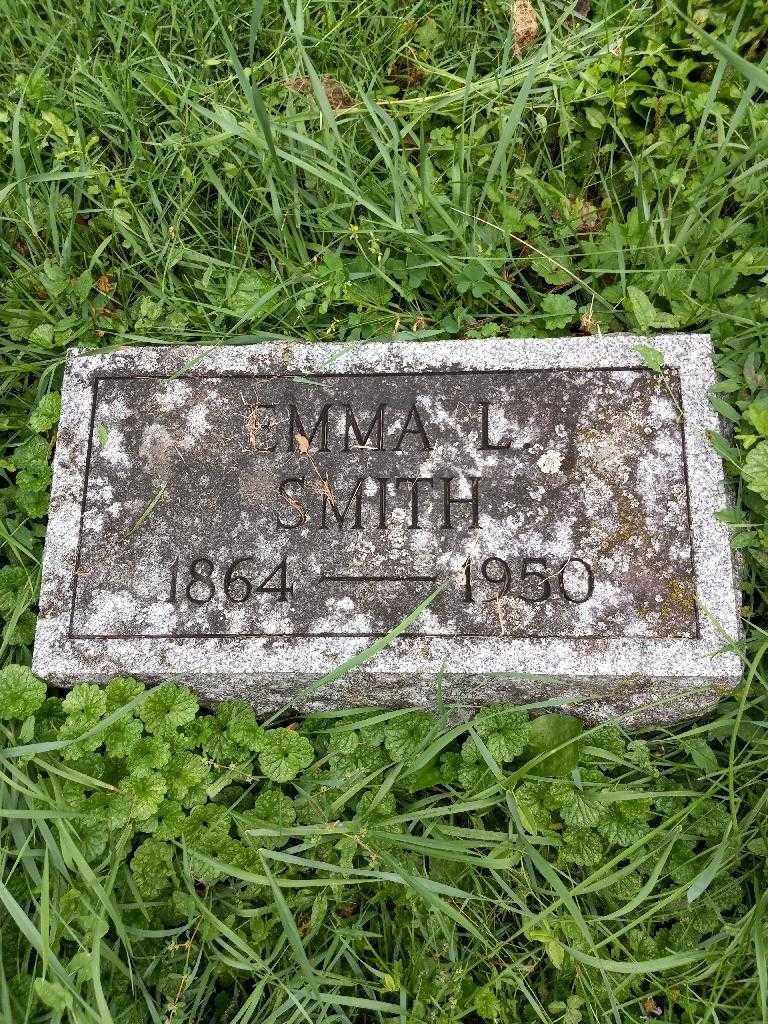 EMMA L.
SMITH
1864 — 1950